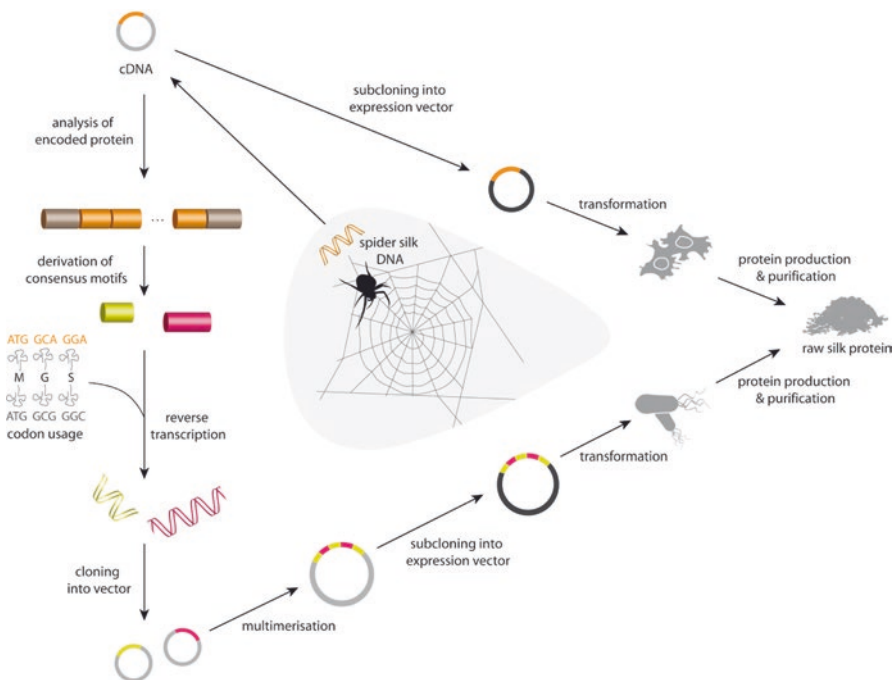 cDNA
subcloning into
expression vector
analysis of
encoded protein
transformation
...
spider silk
DNA
derivation of
consensus motifs
protein production
& purification
raw silk protein
ATG GCA GGA
M G S
ATG GCG GGC
codon usage
reverse
transcription
protein production
& purification
transformation
subcloning into
expression vector
cloning
into vector
multimerisation